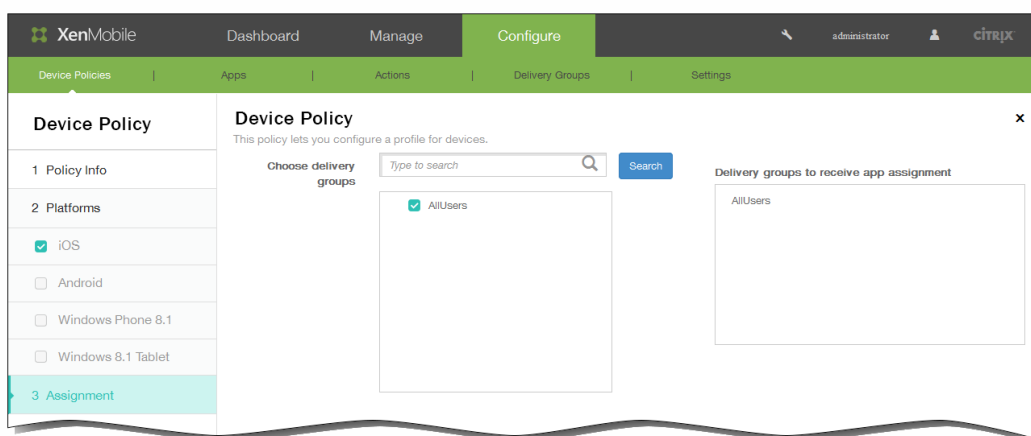 XenMobile Dashboard Manage Configure administrator CITRIX
Device Policies | Apps | Actions | Delivery Groups | Settings
Device Policy
1 Policy Info
2 Platforms
iOS
Android
Windows Phone 8.1
Windows 8.1 Tablet
3 Assignment
Device Policy x
This policy lets you configure a profile for devices.
Choose delivery
groups
Type to search Search
AllUsers
Delivery groups to receive app assignment
AllUsers